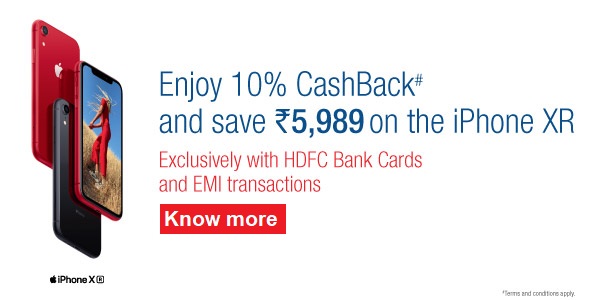 Enjoy 10% CashBack#
and save ₹5,989 on the iPhone XR
Exclusively with HDFC Bank Cards
and EMI transactions
Know more
iPhone XR
#Terms and conditions apply.